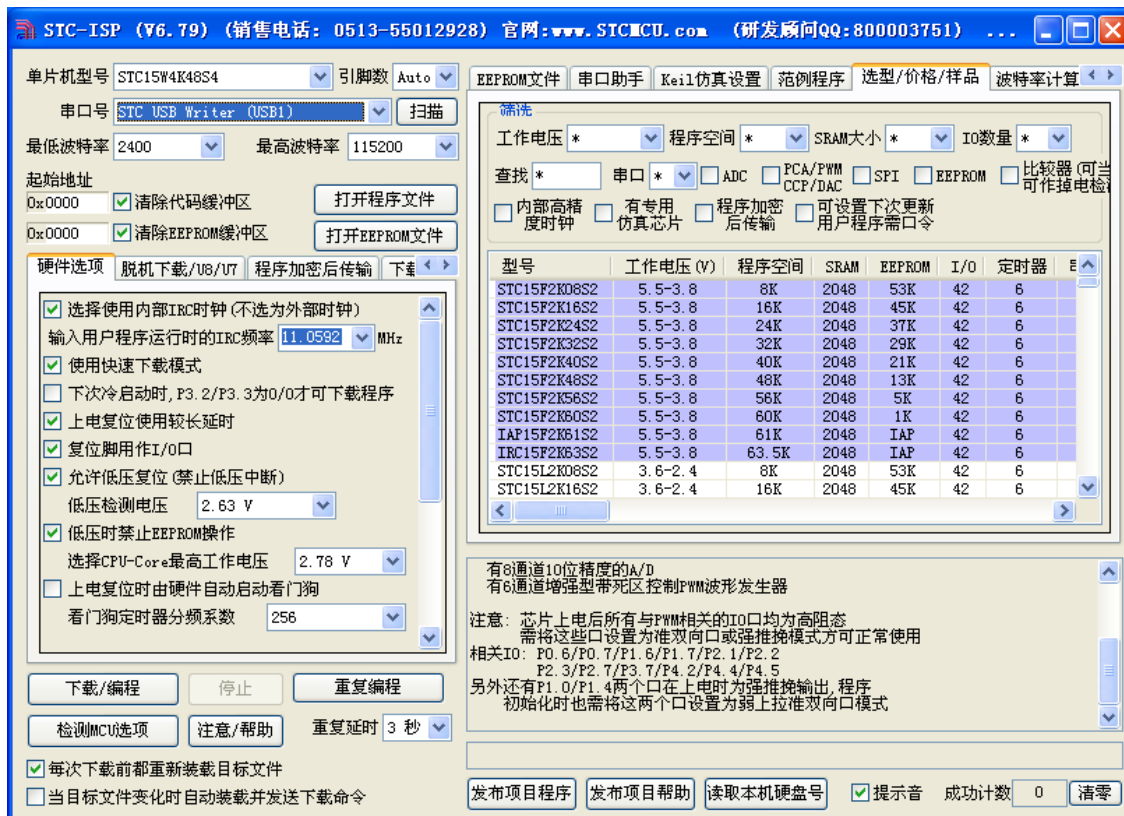 STC-ISP (V6.79) (销售电话: 0513-55012928) 官网:www.STCMCU.com (研发顾问QQ:800003751) ...
单片机型号 STC15W4K48S4 引脚数 Auto
串口号 STC USB Writer (USB1) 扫描
最低波特率 2400 最高波特率 115200
起始地址
0x0000 清除代码缓冲区 打开程序文件
0x0000 清除EEPROM缓冲区 打开EEPROM文件
硬件选项 脱机下载/U8/U7 程序加密后传输 下载
选择使用内部IRC时钟(不选为外部时钟)
输入用户程序运行时的IRC频率 11.0592 MHz
使用快速下载模式
下次冷启动时,P3.2/P3.3为0/0才可下载程序
上电复位使用较长延时
复位脚用作I/O口
允许低压复位(禁止低压中断)
低压检测电压 2.63 V
低压时禁止EEPROM操作
选择CPU-Core最高工作电压 2.78 V
上电复位时由硬件自动启动看门狗
看门狗定时器分频系数 256
下载/编程 停止 重复编程
检测MCU选项 注意/帮助 重复延时 3 秒
每次下载前都重新装载目标文件
当目标文件变化时自动装载并发送下载命令
EEPROM文件 串口助手 Keil仿真设置 范例程序 选型/价格/样品 波特率计算
筛选
工作电压 * 程序空间 * SRAM大小 * IO数量 *
查找 * 串口 * ADC PCA/PWM CCP/DAC SPI EEPROM 比较器(可当 可作掉电检
内部高精度时钟 有专用仿真芯片 程序加密后传输 可设置下次更新用户程序需口令
型号 工作电压(V) 程序空间 SRAM EEPROM I/O 定时器
STC15F2K08S2 5.5-3.8 8K 2048 53K 42 6
STC15F2K16S2 5.5-3.8 16K 2048 45K 42 6
STC15F2K24S2 5.5-3.8 24K 2048 37K 42 6
STC15F2K32S2 5.5-3.8 32K 2048 29K 42 6
STC15F2K40S2 5.5-3.8 40K 2048 21K 42 6
STC15F2K48S2 5.5-3.8 48K 2048 13K 42 6
STC15F2K56S2 5.5-3.8 56K 2048 5K 42 6
STC15F2K60S2 5.5-3.8 60K 2048 1K 42 6
IAP15F2K61S2 5.5-3.8 61K 2048 IAP 42 6
IRC15F2K63S2 5.5-3.8 63.5K 2048 IAP 42 6
STC15L2K08S2 3.6-2.4 8K 2048 53K 42 6
STC15L2K16S2 3.6-2.4 16K 2048 45K 42 6
有8通道10位精度的A/D
有6通道增强型带死区控制PWM波形发生器
注意: 芯片上电后所有与PWM相关的IO口均为高阻态
需将这些口设置为准双向口或强推挽模式方可正常使用
相关IO: P0.6/P0.7/P1.6/P1.7/P2.1/P2.2
P2.3/P2.7/P3.7/P4.2/P4.4/P4.5
另外还有P1.0/P1.4两个口在上电时为强推挽输出,程序
初始化时也需将这两个口设置为弱上拉准双向口模式
发布项目程序 发布项目帮助 读取本机硬盘号 提示音 成功计数 0 清零